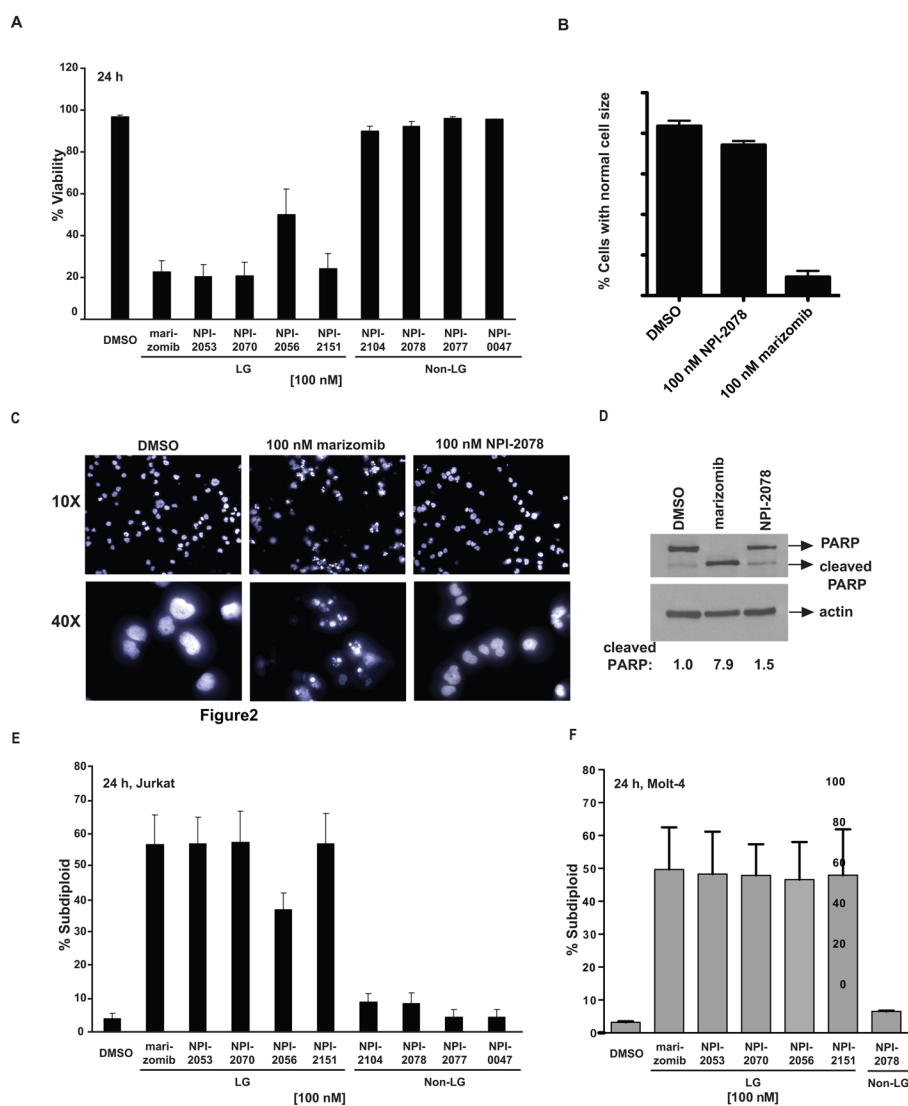 A
24 h
120
100
80
60
40
20
0
% Viability
DMSO
mari-
zomib
NPI-
2053
NPI-
2070
NPI-
2056
NPI-
2151
NPI-
2104
NPI-
2078
NPI-
2077
NPI-
0047
LG
Non-LG
[100 nM]
B
% Cells with normal cell size
DMSO
100 nM NPI-2078
100 nM marizomib
C
DMSO
100 nM marizomib
100 nM NPI-2078
10X
40X
Figure2
D
DMSO
marizomib
NPI-2078
PARP
cleaved
PARP
actin
cleaved
PARP: 1.0 7.9 1.5
E
24 h, Jurkat
80
70
60
50
40
30
20
10
0
% Subdiploid
DMSO
mari-
zomib
NPI-
2053
NPI-
2070
NPI-
2056
NPI-
2151
NPI-
2104
NPI-
2078
NPI-
2077
NPI-
0047
LG
Non-LG
[100 nM]
F
24 h, Molt-4
80
70
60
50
40
30
20
10
0
% Subdiploid
100
80
60
40
20
0
DMSO
mari-
zomib
NPI-
2053
NPI-
2070
NPI-
2056
NPI-
2151
NPI-
2078
LG
Non-LG
[100 nM]